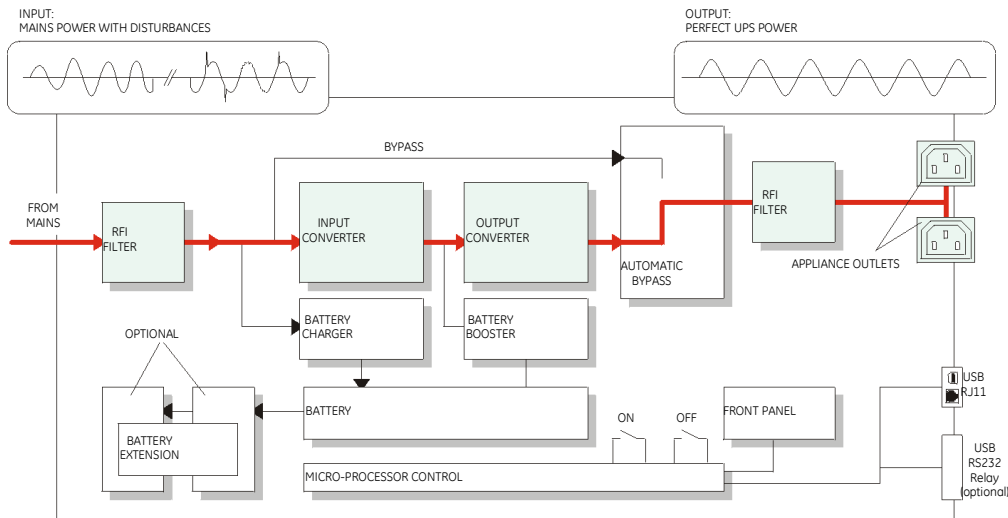 INPUT:
MAINS POWER WITH DISTURBANCES
OUTPUT:
PERFECT UPS POWER
BYPASS
FROM
MAINS
RFI
FILTER
INPUT
CONVERTER
OUTPUT
CONVERTER
AUTOMATIC
BYPASS
RFI
FILTER
APPLIANCE OUTLETS
BATTERY
CHARGER
BATTERY
BOOSTER
OPTIONAL
BATTERY
EXTENSION
BATTERY
ON
OFF
FRONT PANEL
USB
RJ11
MICRO-PROCESSOR CONTROL
USB
RS232
Relay
(optional)